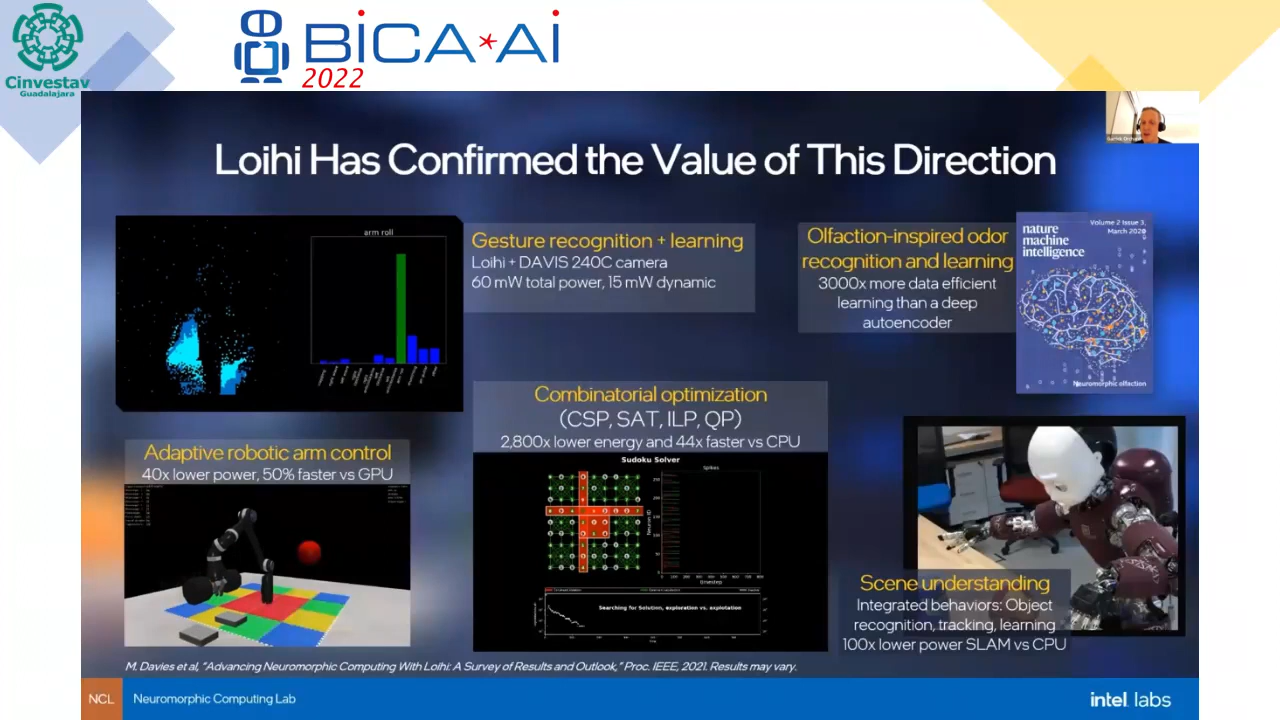 Cinvestav
Guadalajara
BiCA*Ai
2022
Loihi Has Confirmed the Value of This Direction
arm roll
Gesture recognition + learning
Loihi + DAVIS 240C camera
60 mW total power, 15 mW dynamic
Olfaction-inspired odor
recognition and learning
3000x more data efficient
learning than a deep
autoencoder
Volume 2 Issue 3,
March 2020
nature
machine
intelligence
Neuromorphic olfaction
Combinatorial optimization
(CSP, SAT, ILP, QP)
2,800x lower energy and 44x faster vs CPU
Sudoku Solver
Spikes
Neuron ID
Timestep
Searching for Solution, exploration vs. exploitation
Adaptive robotic arm control
40x lower power, 50% faster vs GPU
Scene understanding
Integrated behaviors: Object
recognition, tracking, learning
100x lower power SLAM vs CPU
M. Davies et al, “Advancing Neuromorphic Computing With Loihi: A Survey of Results and Outlook,” Proc. IEEE, 2021. Results may vary.
NCL
Neuromorphic Computing Lab
intel labs